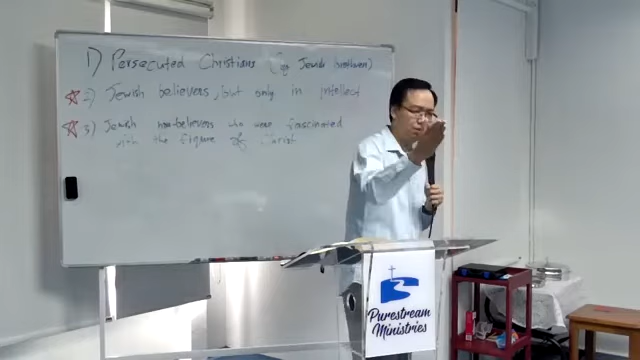 1) Persecuted Christians (by Jewish brethren)
☆ 2) Jewish believers, but only in intellect
☆ 3) Jewish non-believers who were fascinated
with the figure of Christ
Purestream
Ministries